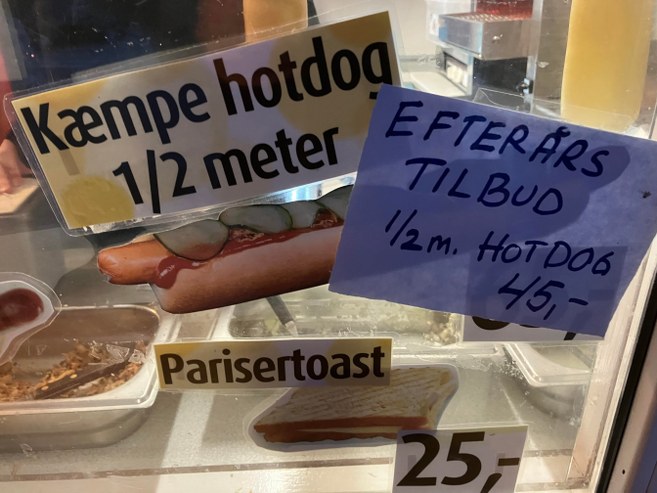 Kæmpe hotdog
1/2 meter
EFTERÅRS
TILBUD
1/2 m. HOTDOG
45,-
Parisertoast
25,-